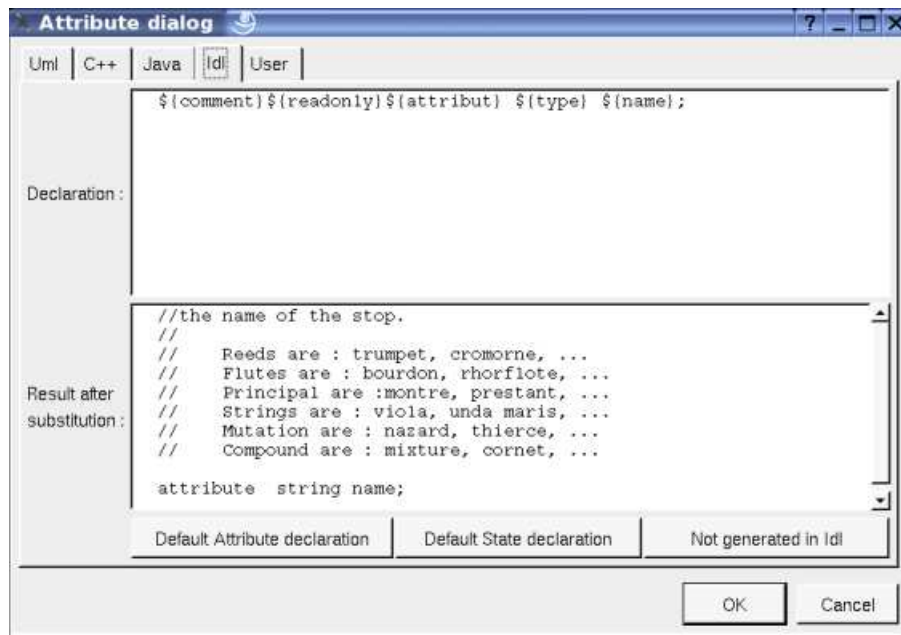 Attribute dialog
Uml C++ Java Idl User
Declaration :
${comment}${readonly}${attribut} ${type} ${name};
Result after
substitution :
//the name of the stop.
//
// Reeds are : trumpet, cromorne, ...
// Flutes are : bourdon, rhorflote, ...
// Principal are :montre, prestant, ...
// Strings are : viola, unda maris, ...
// Mutation are : nazard, thierce, ...
// Compound are : mixture, cornet, ...
attribute string name;
Default Attribute declaration Default State declaration Not generated in Idl
OK Cancel